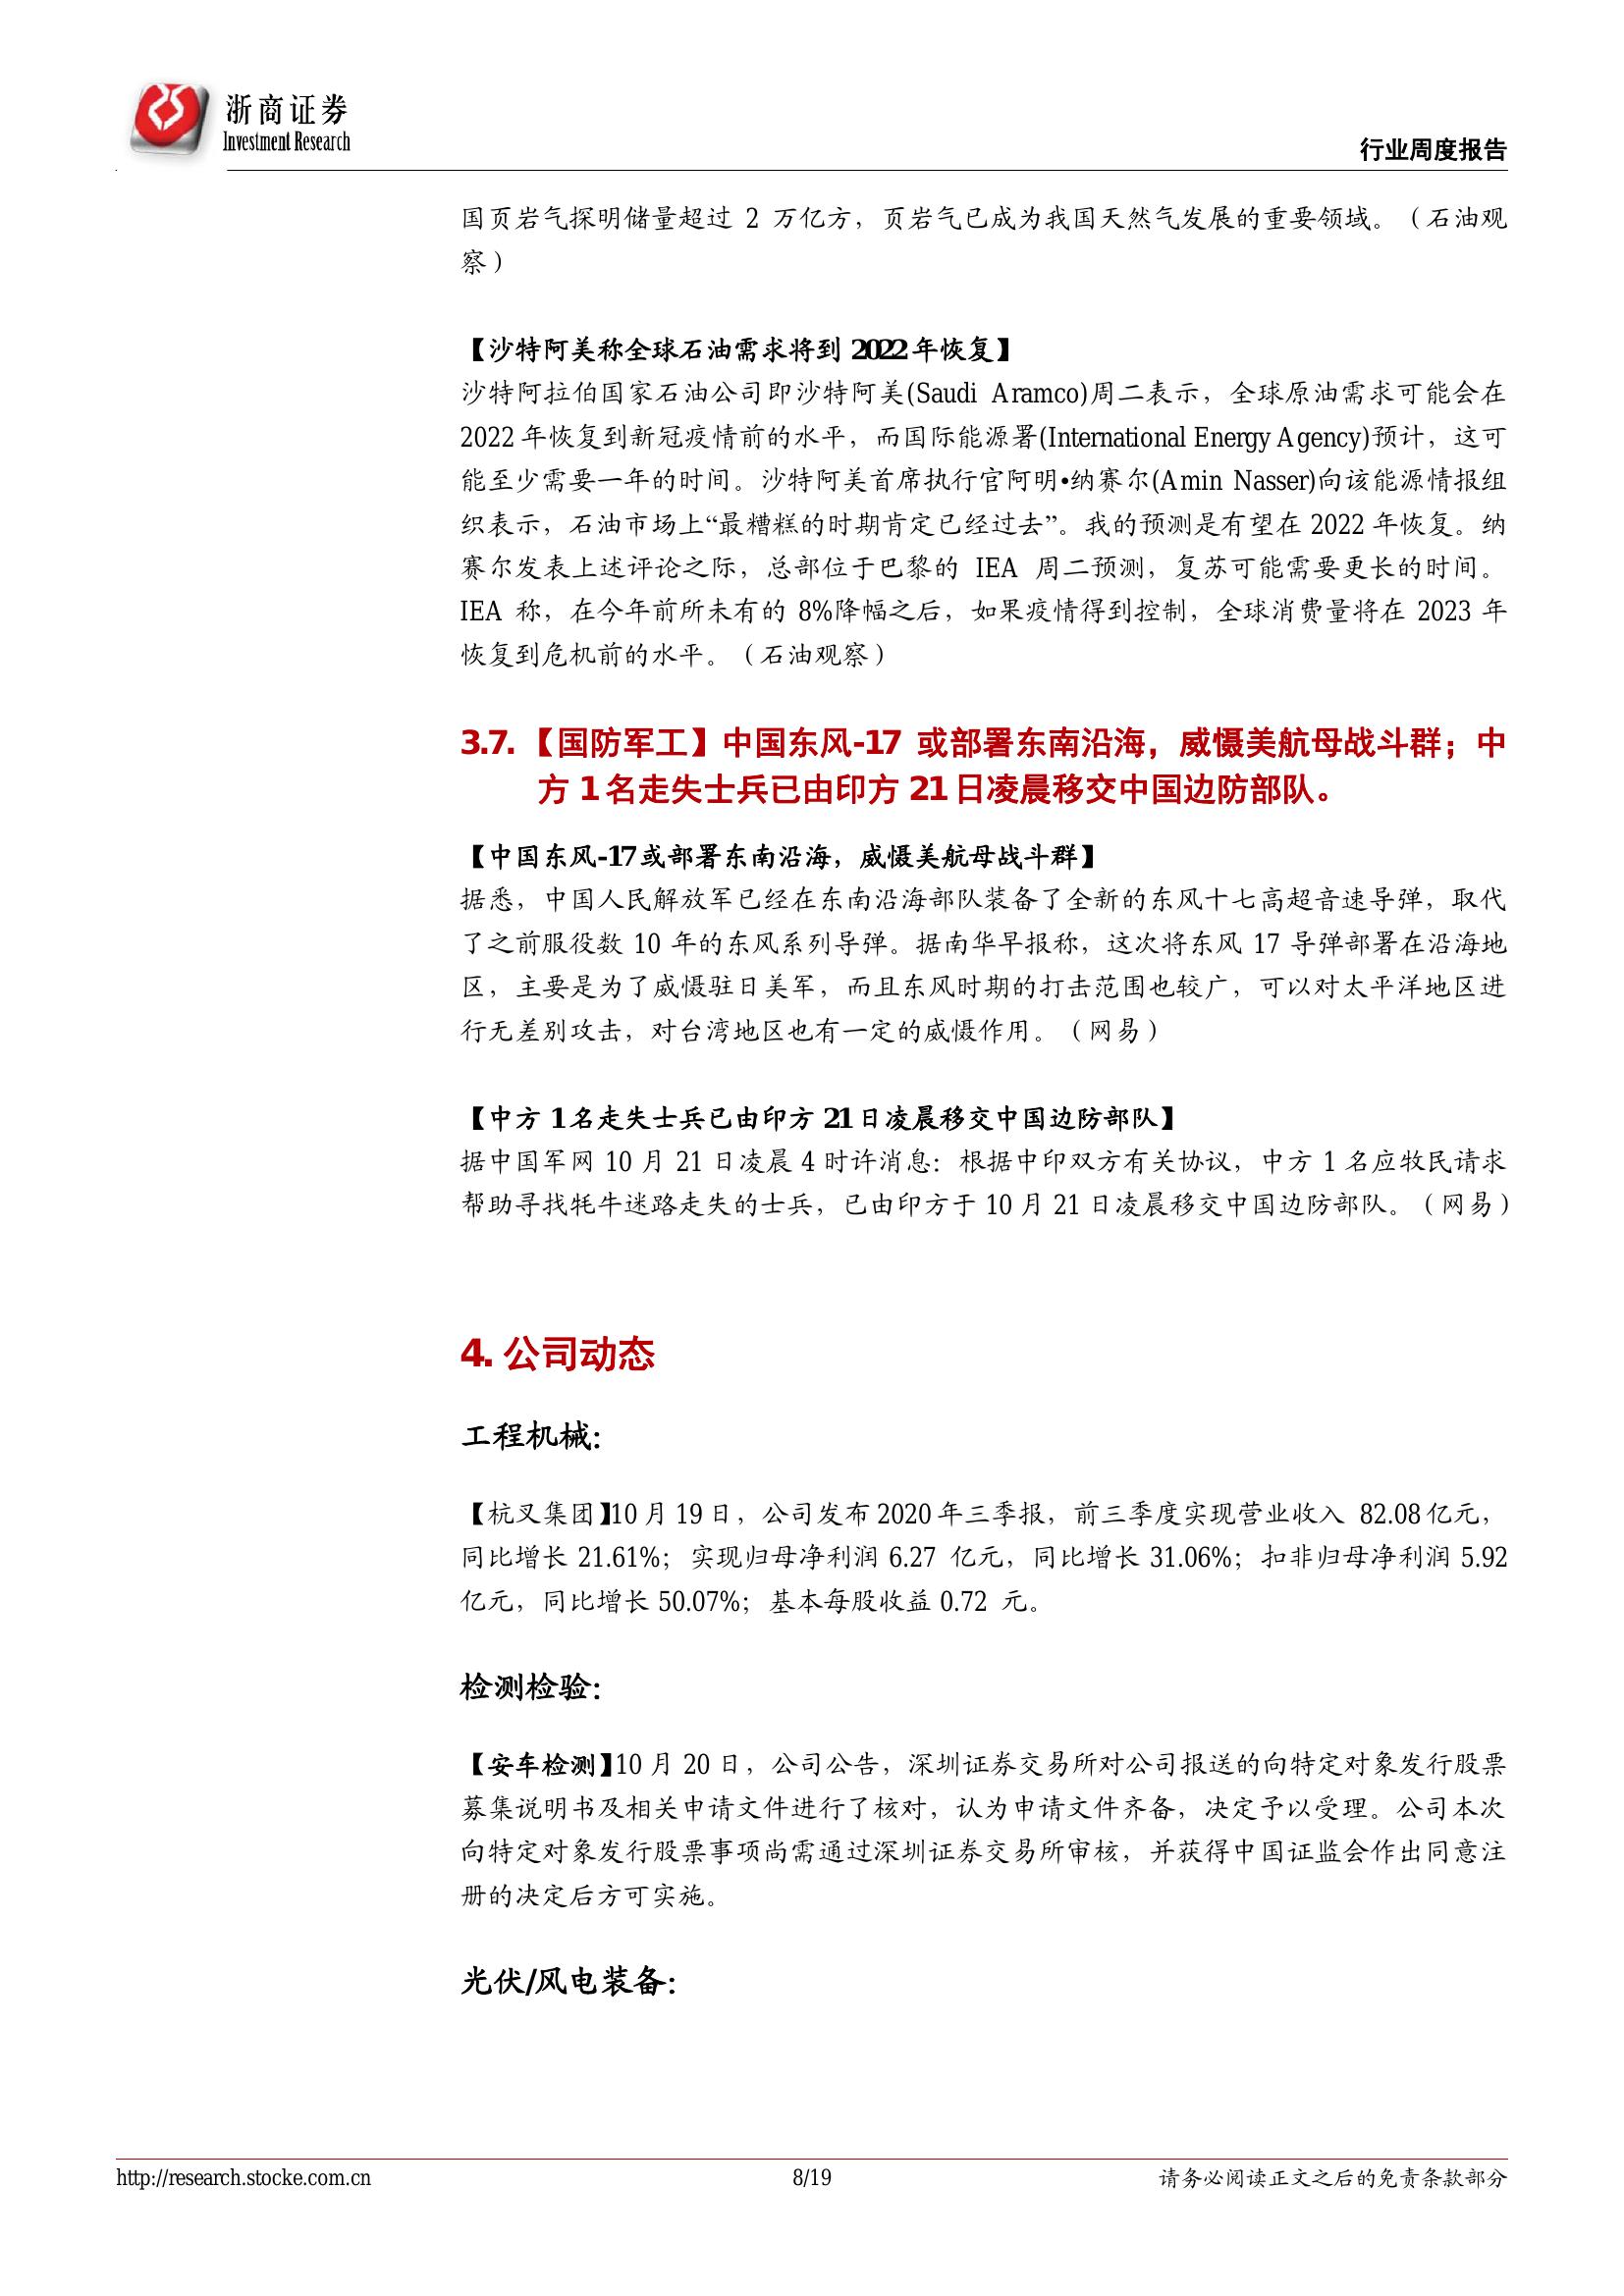 浙商证券
Investment Research
行业周度报告
国页岩气探明储量超过 2 万亿方，页岩气已成为我国天然气发展的重要领域。（石油观
察）
【沙特阿美称全球石油需求将到 2022 年恢复】
沙特阿拉伯国家石油公司即沙特阿美(Saudi Aramco)周二表示，全球原油需求可能会在
2022 年恢复到新冠疫情前的水平，而国际能源署(International Energy Agency)预计，这可
能至少需要一年的时间。沙特阿美首席执行官阿明•纳赛尔(Amin Nasser)向该能源情报组
织表示，石油市场上“最糟糕的时期肯定已经过去”。我的预测是有望在 2022 年恢复。纳
赛尔发表上述评论之际，总部位于巴黎的 IEA 周二预测，复苏可能需要更长的时间。
IEA 称，在今年前所未有的 8%降幅之后，如果疫情得到控制，全球消费量将在 2023 年
恢复到危机前的水平。（石油观察）
3.7. 【国防军工】中国东风-17 或部署东南沿海，威慑美航母战斗群；中
方 1 名走失士兵已由印方 21 日凌晨移交中国边防部队。
【中国东风-17 或部署东南沿海，威慑美航母战斗群】
据悉，中国人民解放军已经在东南沿海部队装备了全新的东风十七高超音速导弹，取代
了之前服役数 10 年的东风系列导弹。据南华早报称，这次将东风 17 导弹部署在沿海地
区，主要是为了威慑驻日美军，而且东风时期的打击范围也较广，可以对太平洋地区进
行无差别攻击，对台湾地区也有一定的威慑作用。（网易）
【中方 1 名走失士兵已由印方 21 日凌晨移交中国边防部队】
据中国军网 10 月 21 日凌晨 4 时许消息：根据中印双方有关协议，中方 1 名应牧民请求
帮助寻找牦牛迷路走失的士兵，已由印方于 10 月 21 日凌晨移交中国边防部队。（网易）
4. 公司动态
工程机械：
【杭叉集团】10 月 19 日，公司发布 2020 年三季报，前三季度实现营业收入 82.08 亿元，
同比增长 21.61%；实现归母净利润 6.27 亿元，同比增长 31.06%；扣非归母净利润 5.92
亿元，同比增长 50.07%；基本每股收益 0.72 元。
检测检验：
【安车检测】10 月 20 日，公司公告，深圳证券交易所对公司报送的向特定对象发行股票
募集说明书及相关申请文件进行了核对，认为申请文件齐备，决定予以受理。公司本次
向特定对象发行股票事项尚需通过深圳证券交易所审核，并获得中国证监会作出同意注
册的决定后方可实施。
光伏/风电装备：
http://research.stocke.com.cn
8/19
请务必阅读正文之后的免责条款部分